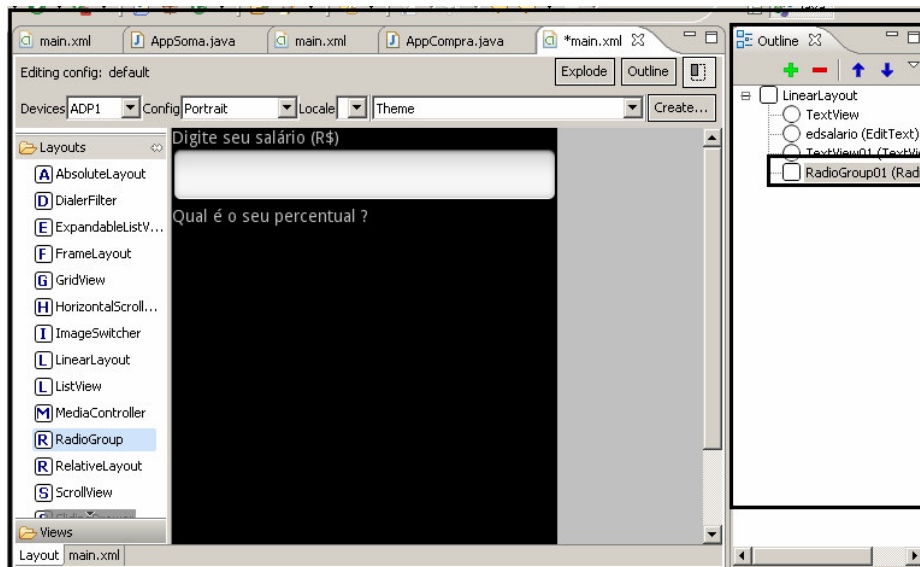 main.xml
AppSoma.java
main.xml
AppCompra.java
*main.xml
Outline
Editing config: default
Explode
Outline
Devices
ADP1
Config
Portrait
Locale
Theme
Create...
Layouts
AbsoluteLayout
DialerFilter
ExpandableListV...
FrameLayout
GridView
HorizontalScroll...
ImageSwitcher
LinearLayout
ListView
MediaController
RadioGroup
RelativeLayout
ScrollView
Views
Layout
main.xml
Digite seu salário (R$)
Qual é o seu percentual ?
LinearLayout
TextView
edsalario (EditText)
TextView01 (TextVi
RadioGroup01 (Rad